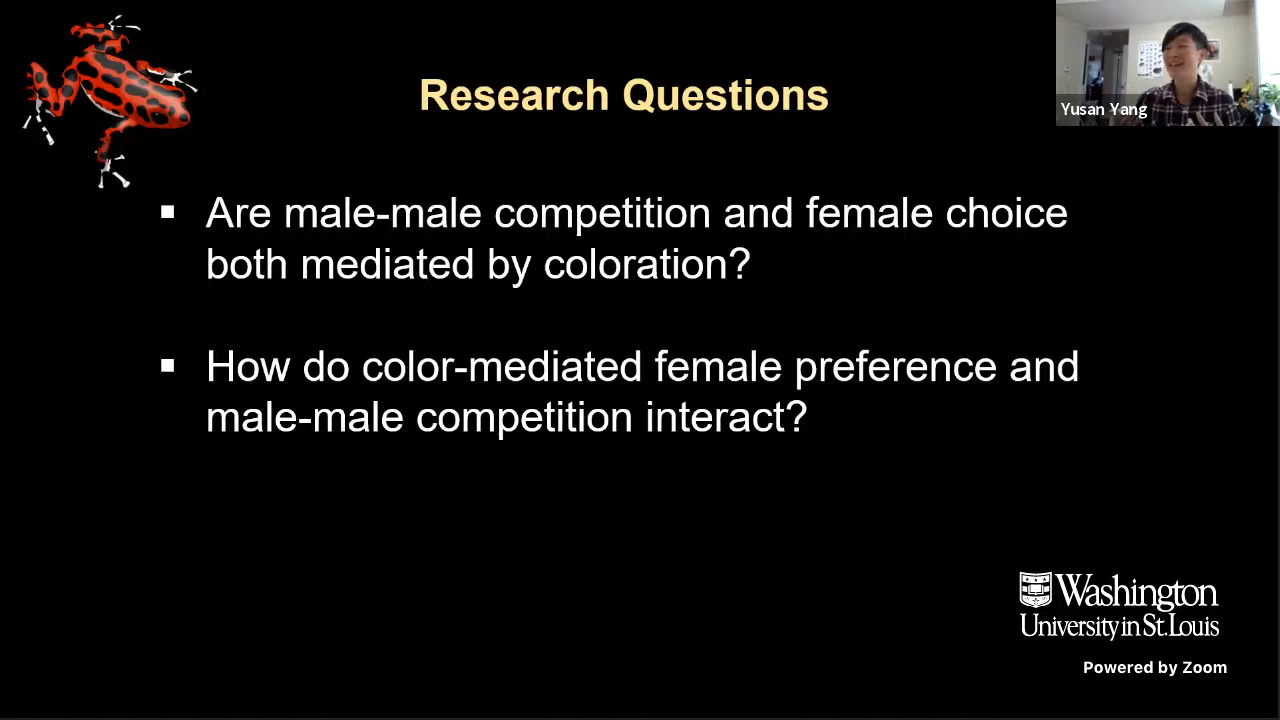 Research Questions
Yusan Yang
▪ Are male-male competition and female choice
both mediated by coloration?
▪ How do color-mediated female preference and
male-male competition interact?
Washington
University in St. Louis
Powered by Zoom